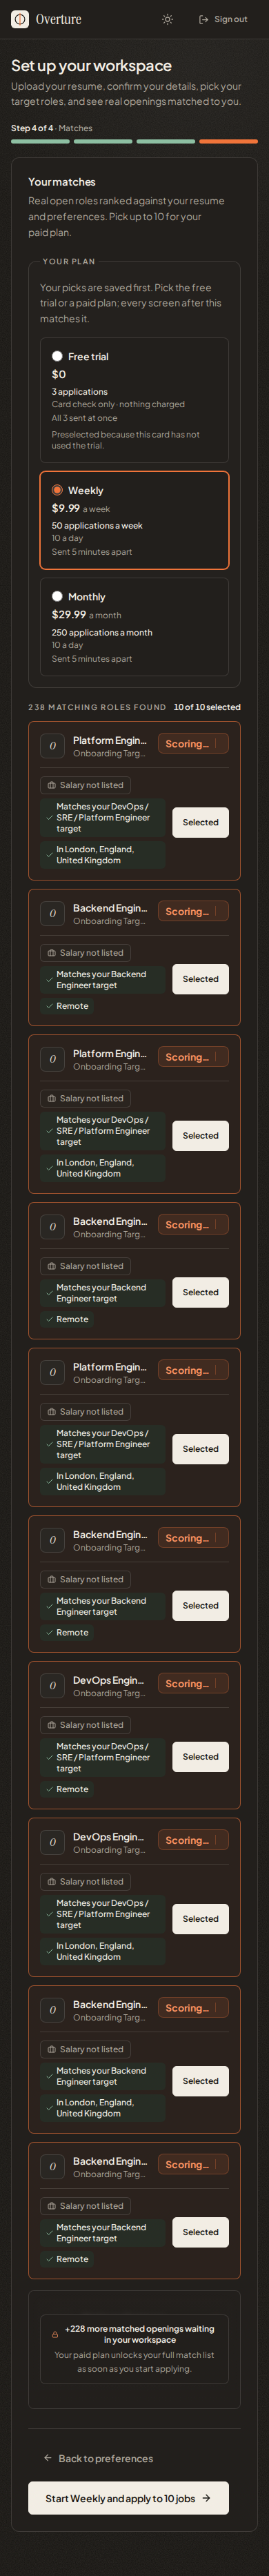 Overture
Sign out
Set up your workspace
Upload your resume, confirm your details, pick your
target roles, and see real openings matched to you.
Step 4 of 4 · Matches
Your matches
Real open roles ranked against your resume
and preferences. Pick up to 10 for your
paid plan.
YOUR PLAN
Your picks are saved first. Pick the free
trial or a paid plan; every screen after this
matches it.
Free trial
$0
3 applications
Card check only · nothing charged
All 3 sent at once
Preselected because this card has not
used the trial.
Weekly
$9.99 a week
50 applications a week
10 a day
Sent 5 minutes apart
Monthly
$29.99 a month
250 applications a month
10 a day
Sent 5 minutes apart
238 MATCHING ROLES FOUND 10 of 10 selected
O
Platform Engin...
Onboarding Targ...
Scoring...
Salary not listed
Matches your DevOps /
SRE / Platform Engineer
target
In London, England,
United Kingdom
Selected
O
Backend Engin...
Onboarding Targ...
Scoring...
Salary not listed
Matches your Backend
Engineer target
Remote
Selected
O
Platform Engin...
Onboarding Targ...
Scoring...
Salary not listed
Matches your DevOps /
SRE / Platform Engineer
target
In London, England,
United Kingdom
Selected
O
Backend Engin...
Onboarding Targ...
Scoring...
Salary not listed
Matches your Backend
Engineer target
Remote
Selected
O
Platform Engin...
Onboarding Targ...
Scoring...
Salary not listed
Matches your DevOps /
SRE / Platform Engineer
target
In London, England,
United Kingdom
Selected
O
Backend Engin...
Onboarding Targ...
Scoring...
Salary not listed
Matches your Backend
Engineer target
Remote
Selected
O
DevOps Engin...
Onboarding Targ...
Scoring...
Salary not listed
Matches your DevOps /
SRE / Platform Engineer
target
Remote
Selected
O
DevOps Engin...
Onboarding Targ...
Scoring...
Salary not listed
Matches your DevOps /
SRE / Platform Engineer
target
In London, England,
United Kingdom
Selected
O
Backend Engin...
Onboarding Targ...
Scoring...
Salary not listed
Matches your Backend
Engineer target
In London, England,
United Kingdom
Selected
O
Backend Engin...
Onboarding Targ...
Scoring...
Salary not listed
Matches your Backend
Engineer target
Remote
Selected
+228 more matched openings waiting
in your workspace
Your paid plan unlocks your full match list
as soon as you start applying.
← Back to preferences
Start Weekly and apply to 10 jobs →